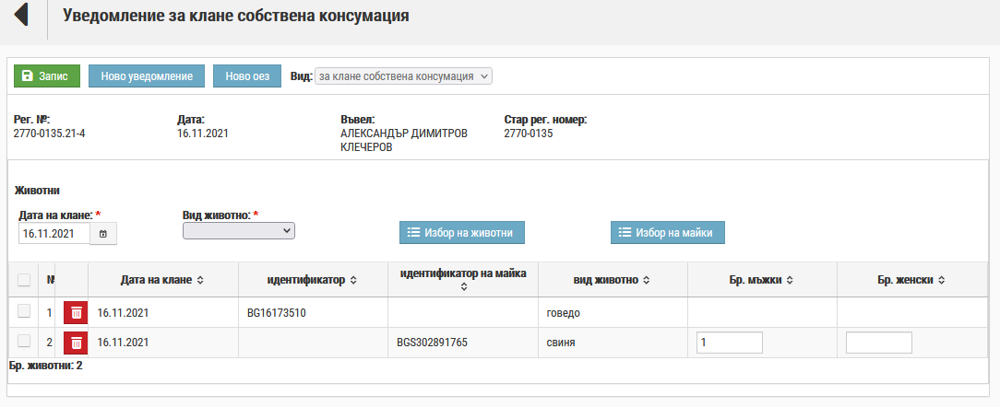 Уведомление за клане собствена консумация
Запис Ново уведомление Ново оез Вид: за клане собствена консумация
Рег. №: Дата: Въвел: Стар рег. номер:
2770-0135.21-4 16.11.2021 АЛЕКСАНДЪР ДИМИТРОВ 2770-0135
КЛЕЧЕРОВ
Животни
Дата на клане: * Вид животно: *
16.11.2021 Избор на животни Избор на майки
№ Дата на клане идентификатор идентификатор на майка вид животно Бр. мъжки Бр. женски
1 16.11.2021 BG16173510 говедо
2 16.11.2021 BGS302891765 свиня 1
Бр. животни: 2